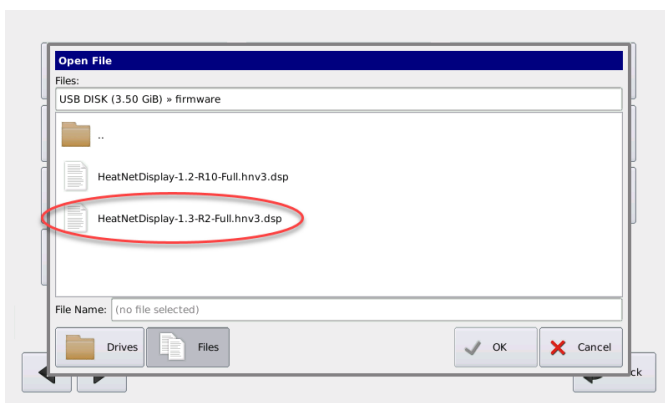 Open File
Files:
USB DISK (3.50 GiB) » firmware
..
HeatNetDisplay-1.2-R10-Full.hnv3.dsp
HeatNetDisplay-1.3-R2-Full.hnv3.dsp
File Name: (no file selected)
Drives Files OK Cancel
ck